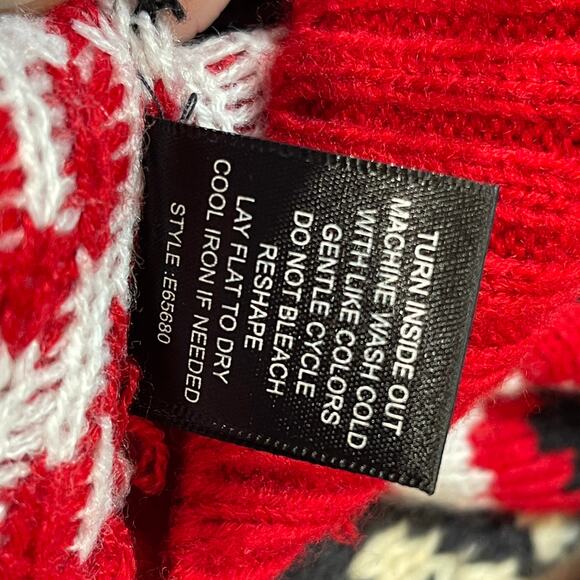 TURN INSIDE OUT
MACHINE WASH COLD
WITH LIKE COLORS
GENTLE CYCLE
DO NOT BLEACH
RESHAPE
LAY FLAT TO DRY
COOL IRON IF NEEDED
STYLE :E65680